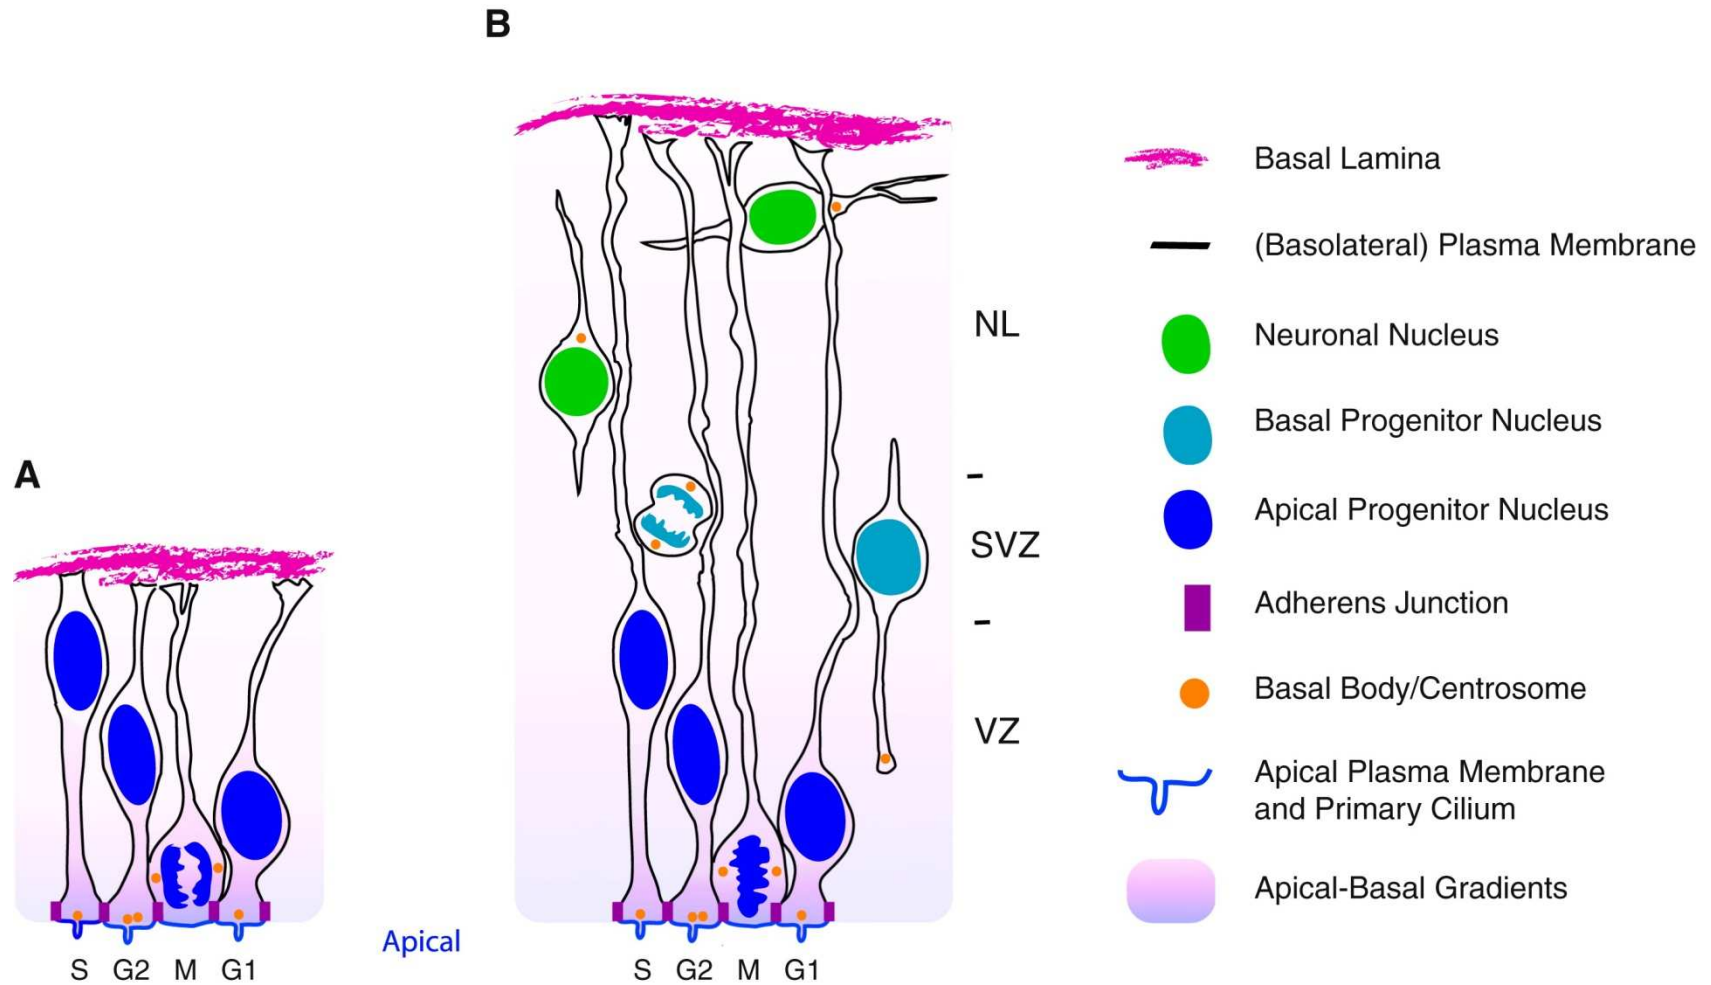 B
Basal Lamina
(Basolateral) Plasma Membrane
NL
Neuronal Nucleus
Basal Progenitor Nucleus
A
Apical Progenitor Nucleus
SVZ
Adherens Junction
Basal Body/Centrosome
VZ
Apical Plasma Membrane
and Primary Cilium
Apical-Basal Gradients
Apical
S G2 M G1
S G2 M G1